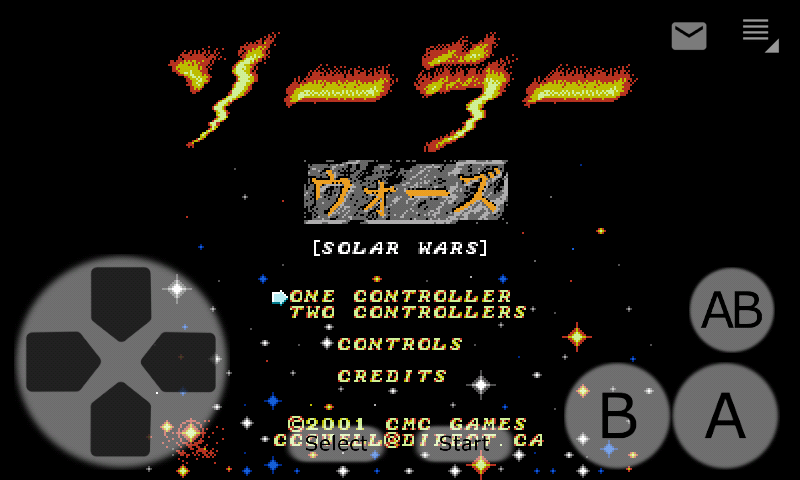 ソーラー
ウォーズ
[SOLAR WARS]
ONE CONTROLLER
TWO CONTROLLERS
CONTROLS
CREDITS
©2001 CMC GAMES
CA
Select
Start
AB
B
A